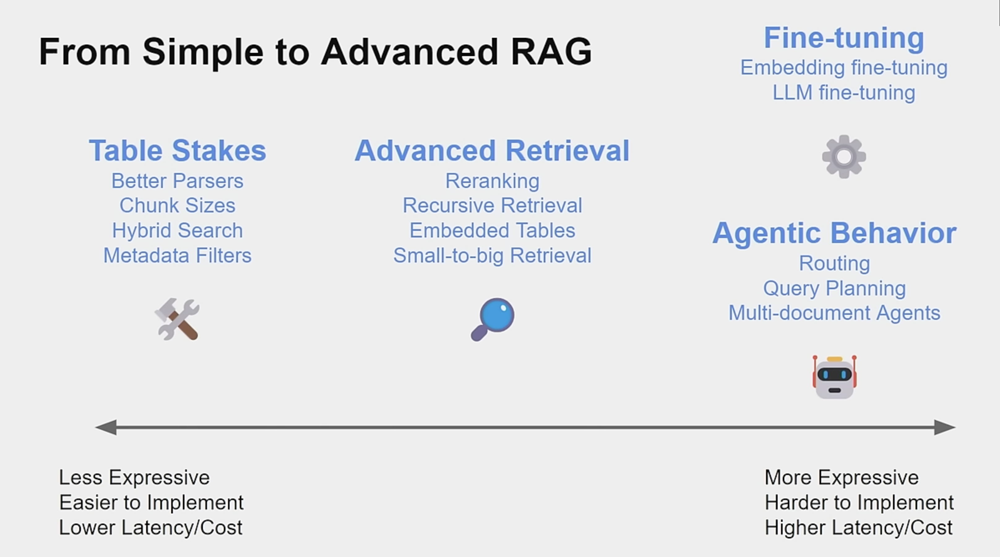 From Simple to Advanced RAG
Table Stakes
Better Parsers
Chunk Sizes
Hybrid Search
Metadata Filters
Advanced Retrieval
Reranking
Recursive Retrieval
Embedded Tables
Small-to-big Retrieval
Fine-tuning
Embedding fine-tuning
LLM fine-tuning
Agentic Behavior
Routing
Query Planning
Multi-document Agents
Less Expressive
Easier to Implement
Lower Latency/Cost
More Expressive
Harder to Implement
Higher Latency/Cost